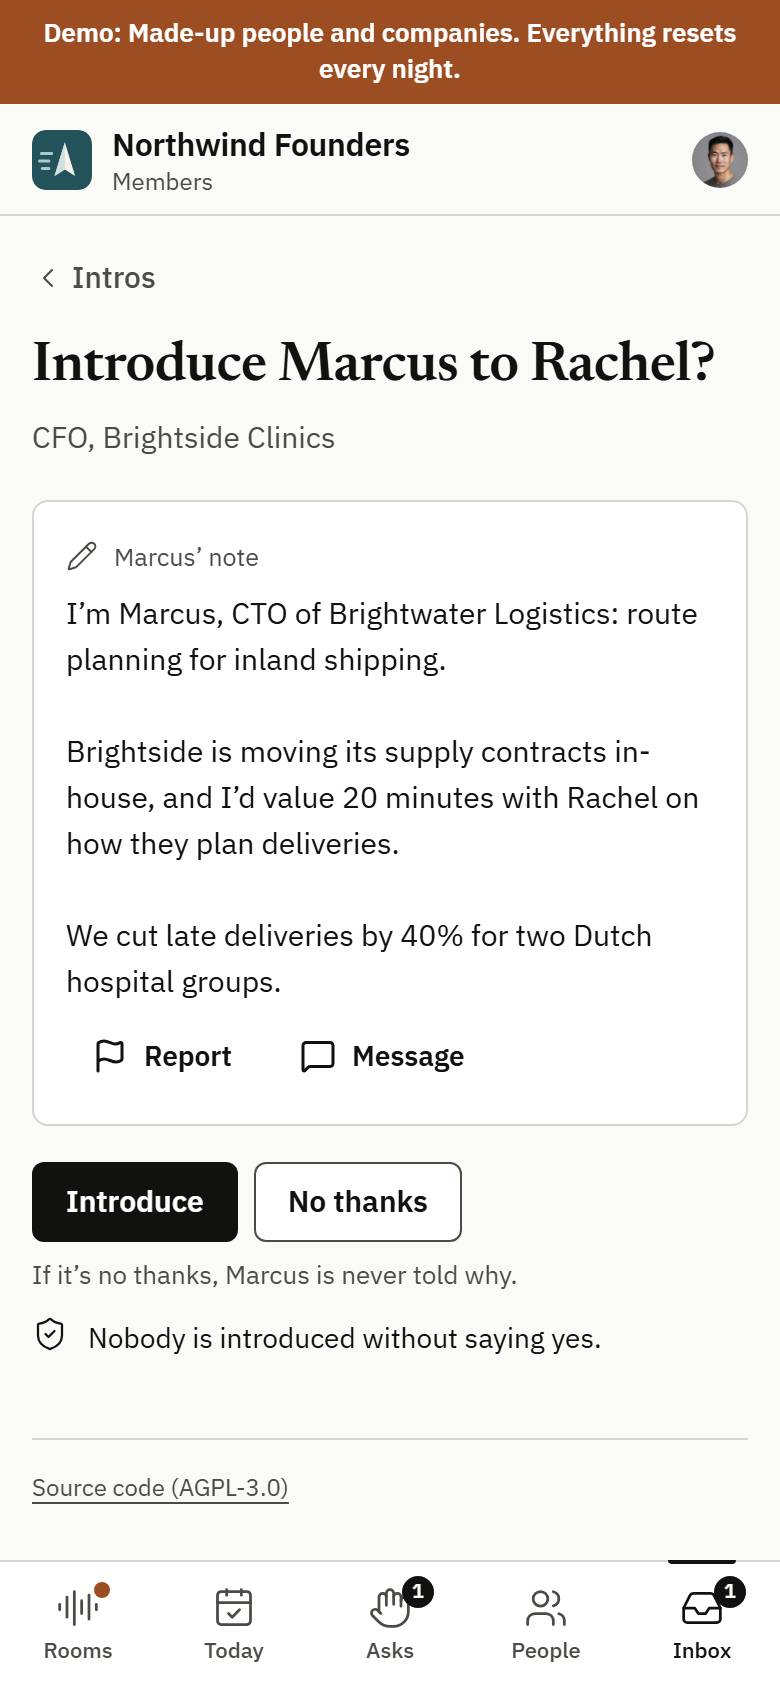 Demo: Made-up people and companies. Everything resets
every night.
Northwind Founders
Members
Intros
Introduce Marcus to Rachel?
CFO, Brightside Clinics
Marcus’ note
I’m Marcus, CTO of Brightwater Logistics: route
planning for inland shipping.
Brightside is moving its supply contracts in-
house, and I’d value 20 minutes with Rachel on
how they plan deliveries.
We cut late deliveries by 40% for two Dutch
hospital groups.
Report Message
Introduce No thanks
If it’s no thanks, Marcus is never told why.
Nobody is introduced without saying yes.
Source code (AGPL-3.0)
1 1
Rooms Today Asks People Inbox